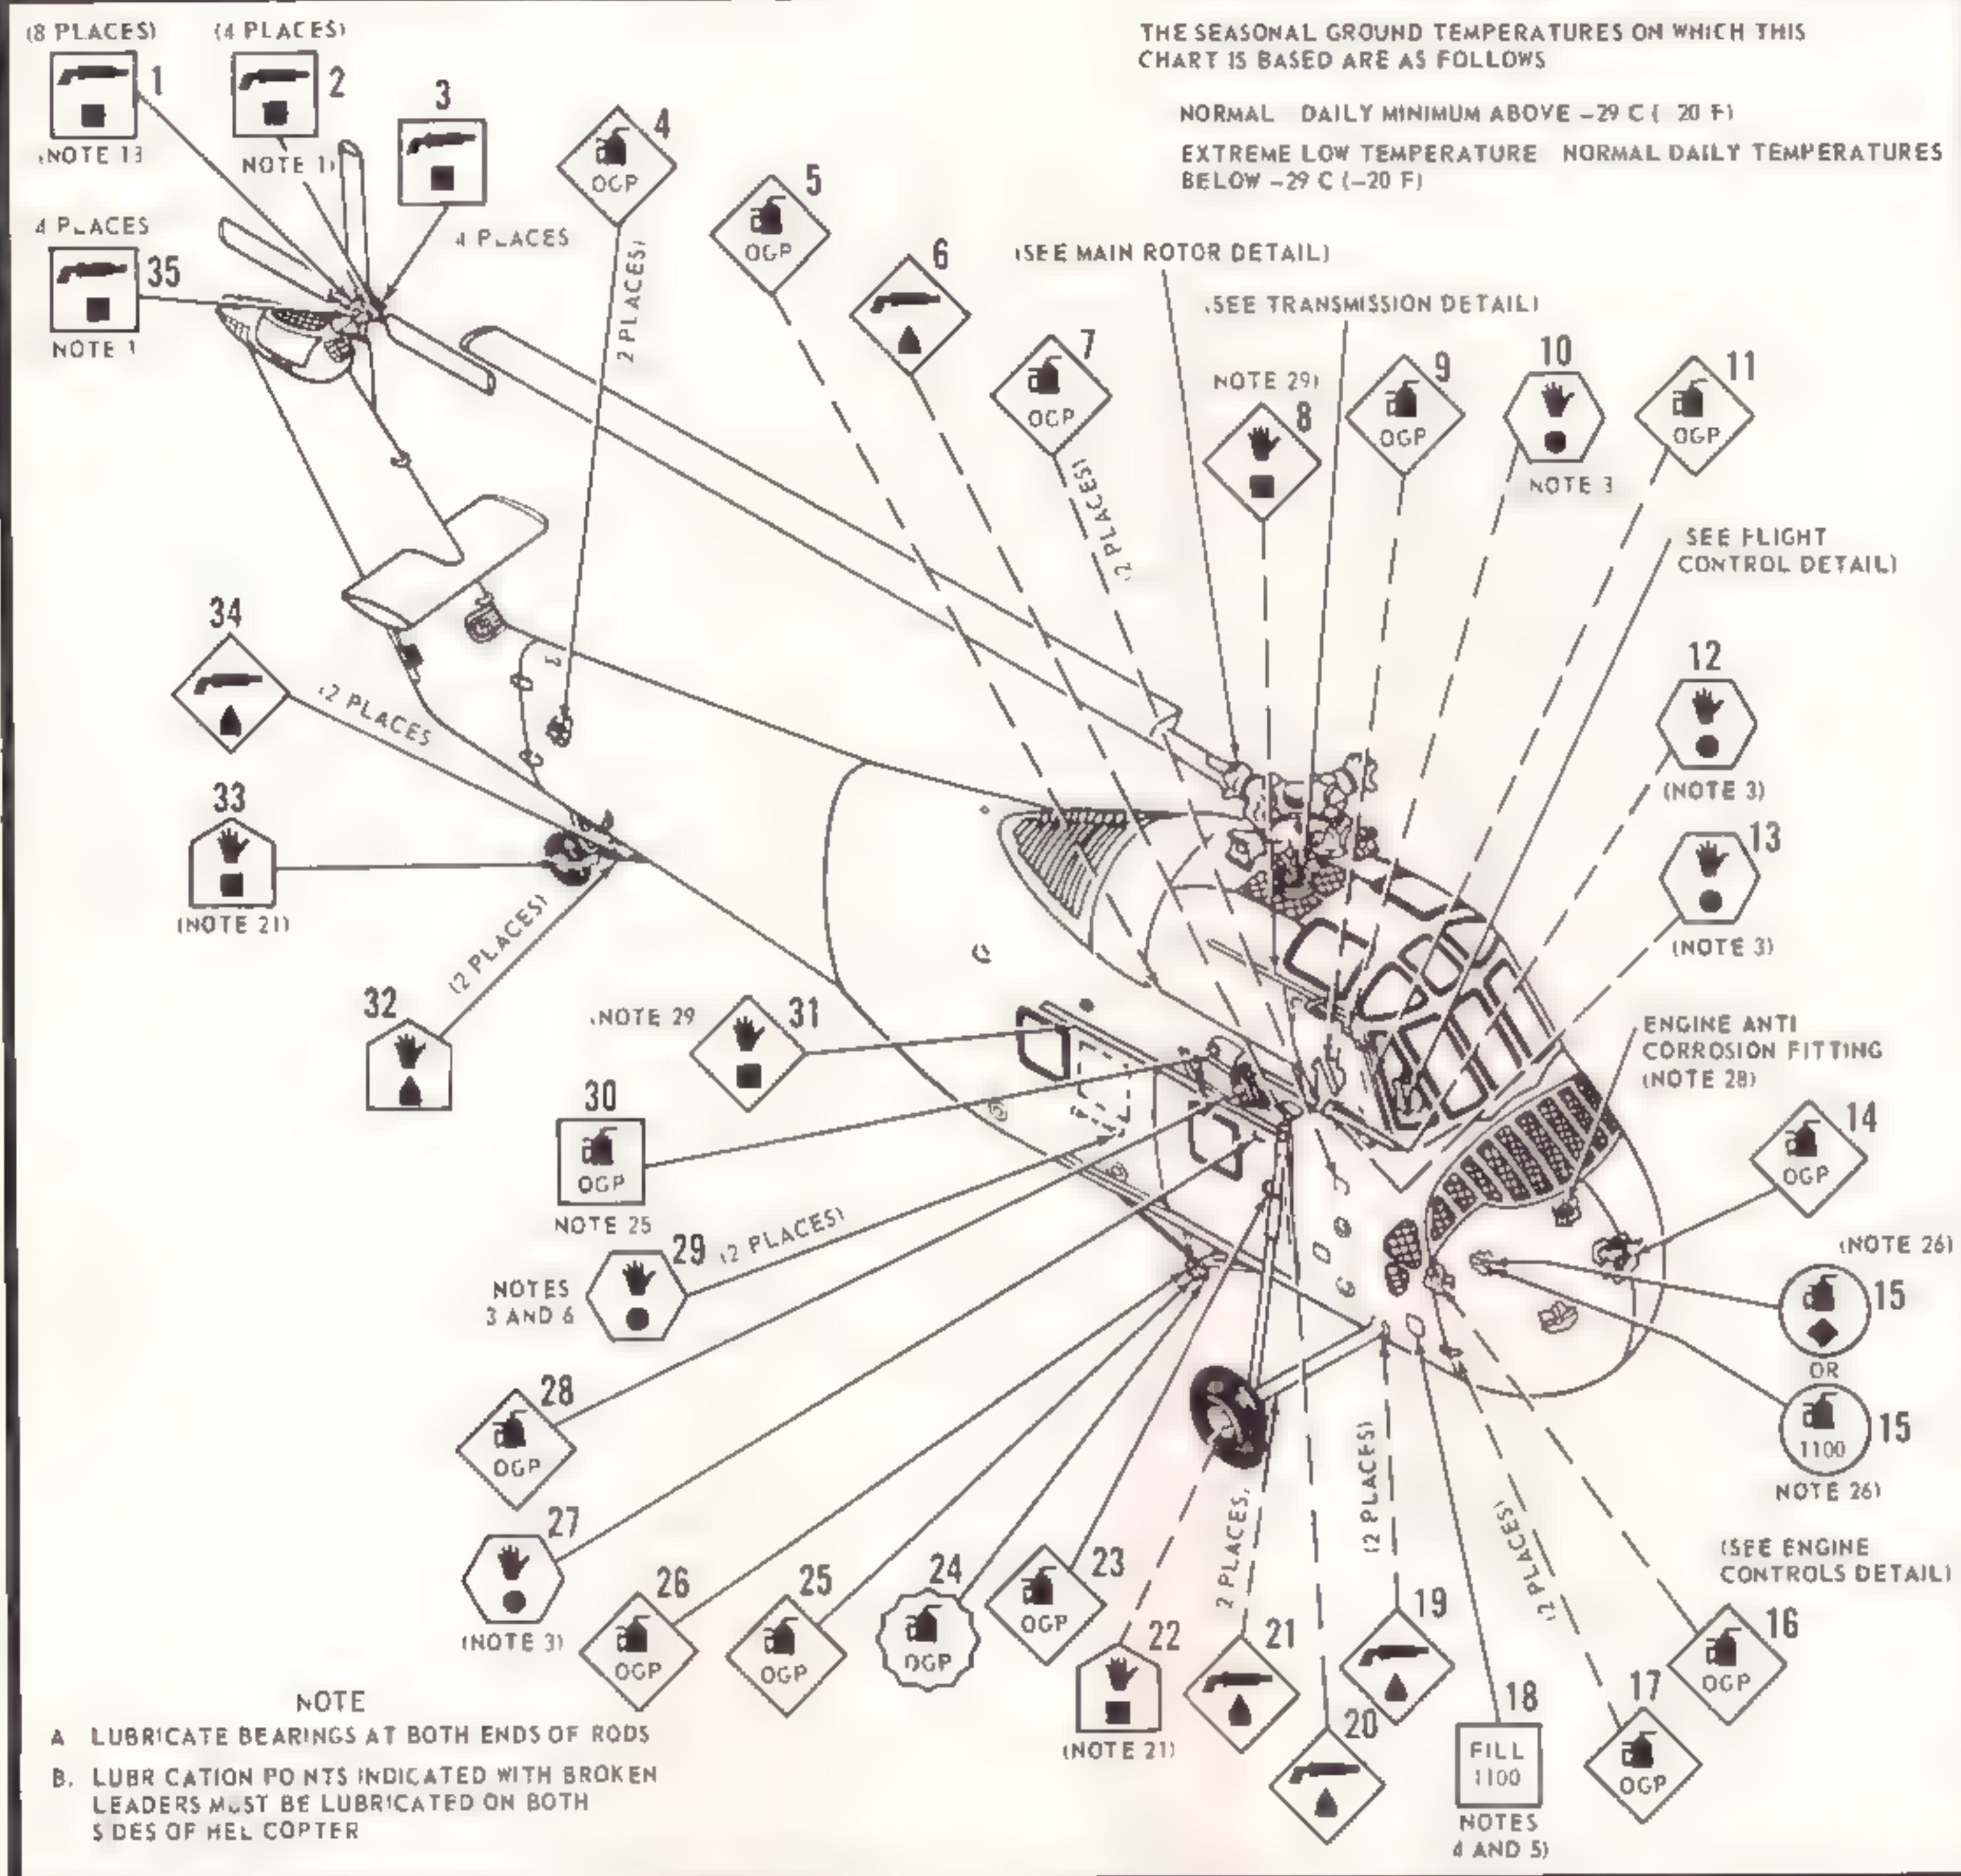 (8 PLACES)
1
(NOTE 13
(4 PLACES)
2
NOTE 1)
3
4 PLACES
4
OGP
2 PLACES)
5
OGP
6
7
OGP
(2 PLACES)
THE SEASONAL GROUND TEMPERATURES ON WHICH THIS
CHART IS BASED ARE AS FOLLOWS
NORMAL DAILY MINIMUM ABOVE -29 C ( 20 F)
EXTREME LOW TEMPERATURE NORMAL DAILY TEMPERATURES
BELOW -29 C (-20 F)
(SEE MAIN ROTOR DETAIL)
(SEE TRANSMISSION DETAIL)
NOTE 29)
8
9
OGP
10
NOTE 3
11
OGP
SEE FLIGHT
CONTROL DETAIL)
12
(NOTE 3)
13
(NOTE 3)
ENGINE ANTI
CORROSION FITTING
(NOTE 28)
14
OGP
(NOTE 26)
15
OR
15
1100
NOTE 26)
(SEE ENGINE
CONTROLS DETAIL)
16
OGP
17
OGP
(2 PLACES)
18
FILL
1100
NOTES
4 AND 5)
19
(2 PLACES)
20
21
2 PLACES,
22
(NOTE 21)
23
OGP
24
OGP
25
OGP
26
OGP
27
(NOTE 3)
28
OGP
29
(2 PLACES)
NOTES
3 AND 6
30
OGP
NOTE 25
31
(NOTE 29
32
(2 PLACES)
33
(NOTE 21)
34
(2 PLACES
4 PLACES
35
NOTE 1
NOTE
A LUBRICATE BEARINGS AT BOTH ENDS OF RODS
B. LUBR CATION PO NTS INDICATED WITH BROKEN
LEADERS MUST BE LUBRICATED ON BOTH
S DES OF HEL COPTER